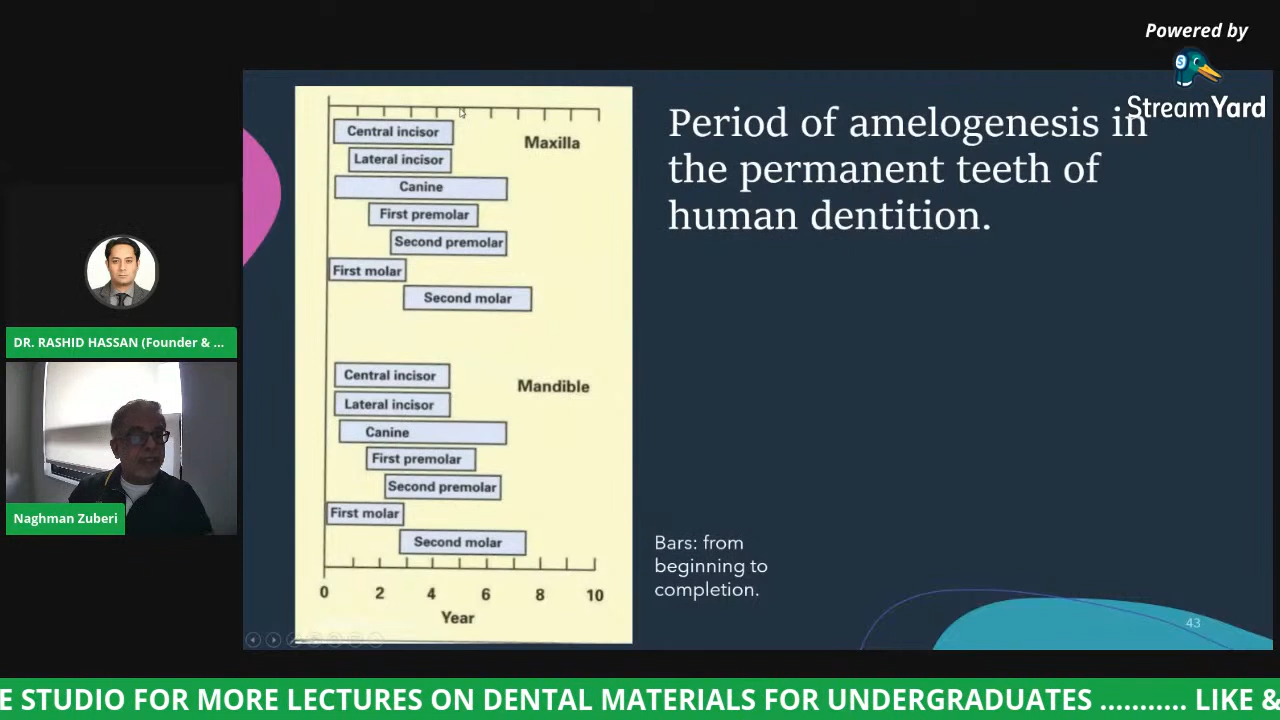 Powered by
StreamYard
Period of amelogenesis in
the permanent teeth of
human dentition.
Maxilla
Central incisor
Lateral incisor
Canine
First premolar
Second premolar
First molar
Second molar
Mandible
Central incisor
Lateral incisor
Canine
First premolar
Second premolar
First molar
Second molar
0 2 4 6 8 10
Year
Bars: from
beginning to
completion.
43
DR. RASHID HASSAN (Founder & ...
Naghman Zuberi
E STUDIO FOR MORE LECTURES ON DENTAL MATERIALS FOR UNDERGRADUATES ........... LIKE &